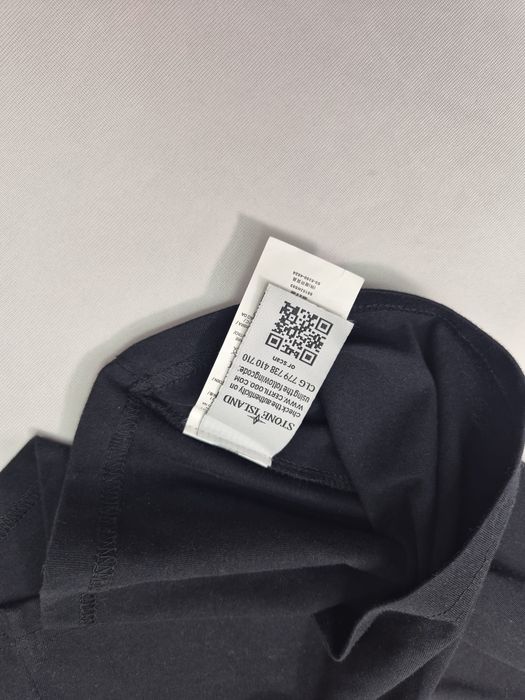 STONE ISLAND
check the authenticity on
WWW.CERTILOGO.COM
using the following code:
CLG 779 738 410 710
or scan